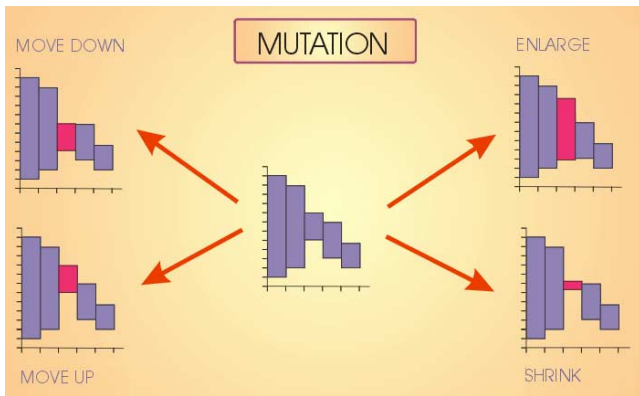 MUTATION
MOVE DOWN
ENLARGE
MOVE UP
SHRINK